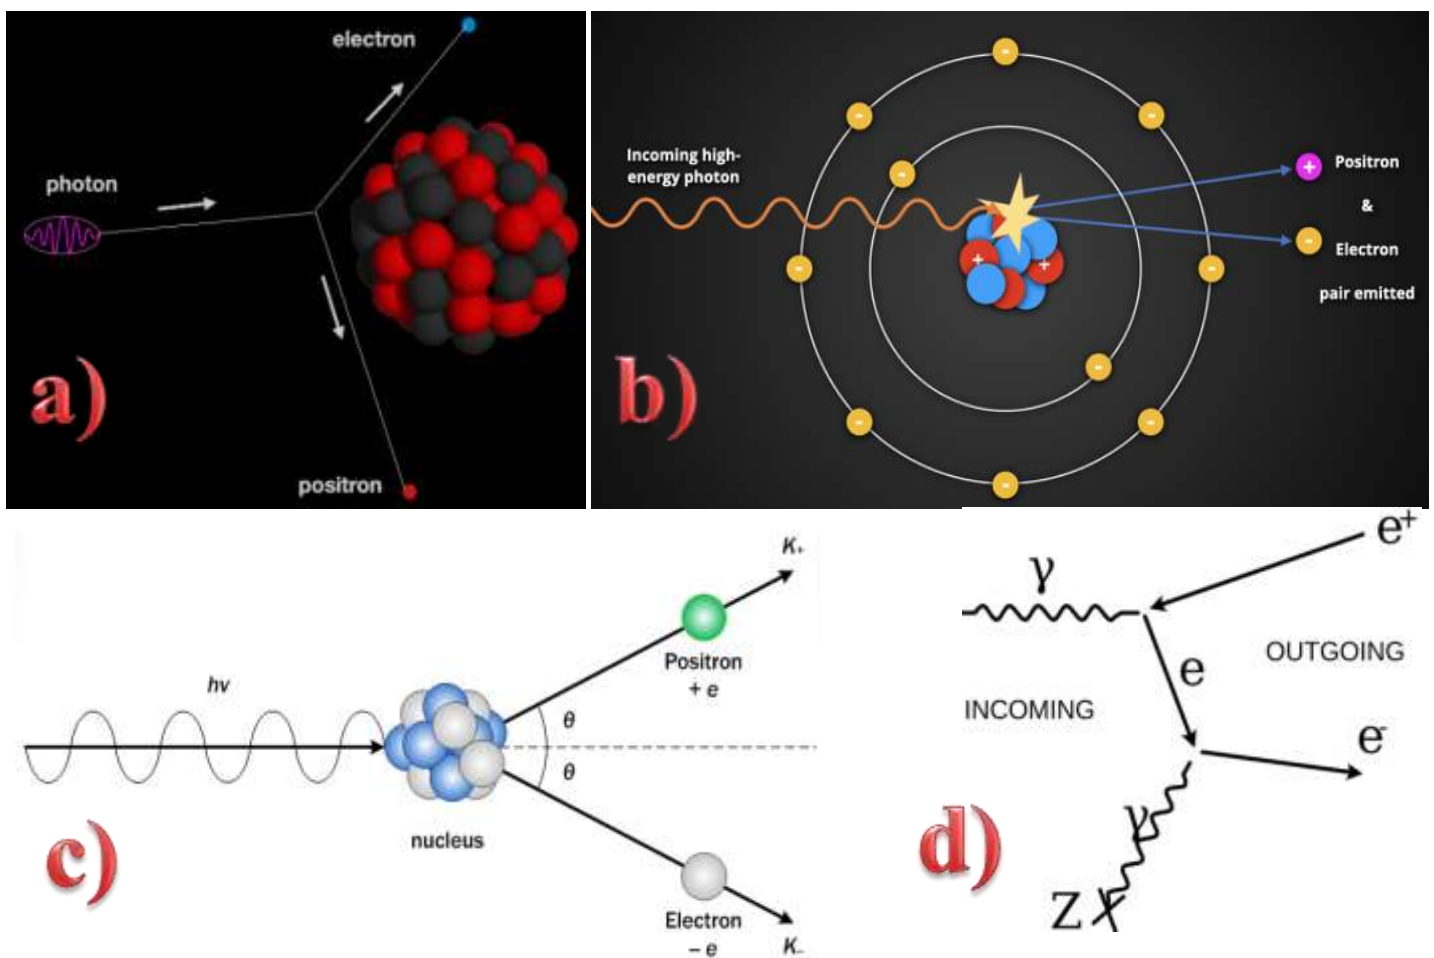 electron
photon
positron
a)
Incoming high-
energy photon
-
-
-
-
-
-
-
-
-
-
+
+
+
Positron
&
-
Electron
pair emitted
b)
hν
nucleus
θ
θ
K₊
Positron
+ e
Electron
– e
K₋
c)
γ
e⁺
e
OUTGOING
INCOMING
e⁻
γ
Z
d)